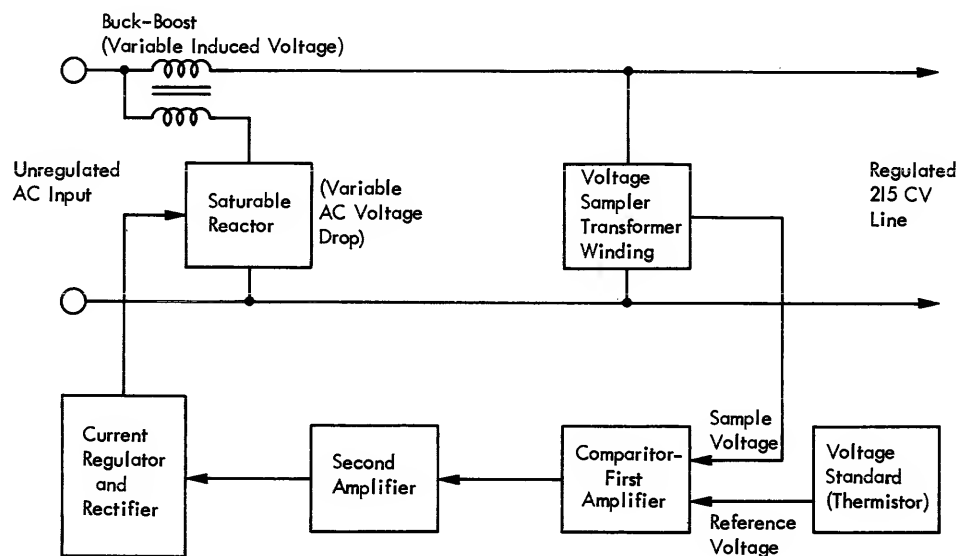 Buck-Boost
(Variable Induced Voltage)
Unregulated
AC Input
Saturable
Reactor
(Variable
AC Voltage
Drop)
Voltage
Sampler
Transformer
Winding
Regulated
215 CV
Line
Current
Regulator
and
Rectifier
Second
Amplifier
Comparitor-
First
Amplifier
Sample
Voltage
Reference
Voltage
Voltage
Standard
(Thermistor)